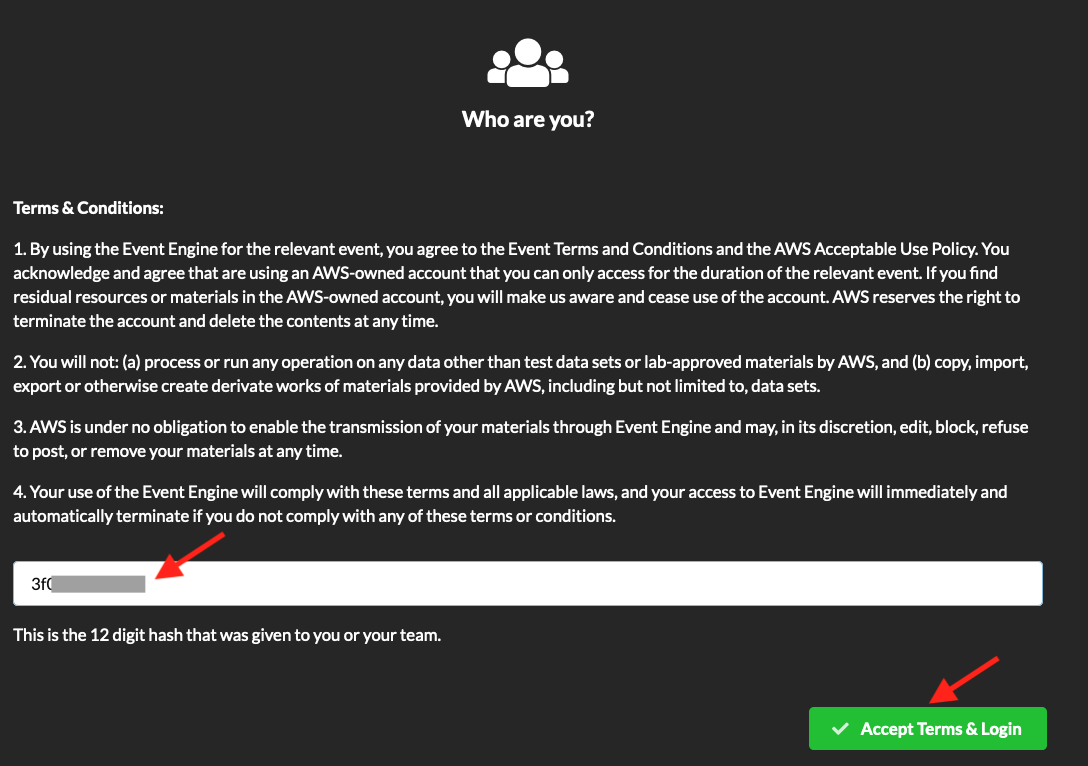 Who are you?
Terms & Conditions:
1. By using the Event Engine for the relevant event, you agree to the Event Terms and Conditions and the AWS Acceptable Use Policy. You
acknowledge and agree that are using an AWS-owned account that you can only access for the duration of the relevant event. If you find
residual resources or materials in the AWS-owned account, you will make us aware and cease use of the account. AWS reserves the right to
terminate the account and delete the contents at any time.
2. You will not: (a) process or run any operation on any data other than test data sets or lab-approved materials by AWS, and (b) copy, import,
export or otherwise create derivate works of materials provided by AWS, including but not limited to, data sets.
3. AWS is under no obligation to enable the transmission of your materials through Event Engine and may, in its discretion, edit, block, refuse
to post, or remove your materials at any time.
4. Your use of the Event Engine will comply with these terms and all applicable laws, and your access to Event Engine will immediately and
automatically terminate if you do not comply with any of these terms or conditions.
3f
This is the 12 digit hash that was given to you or your team.
Accept Terms & Login